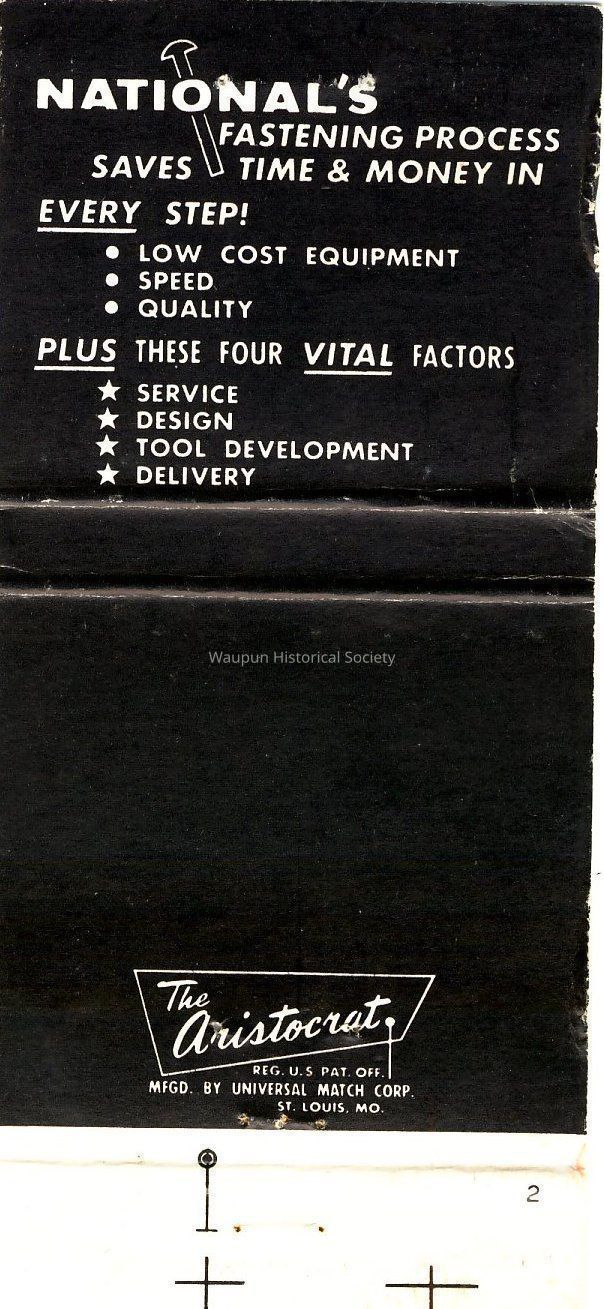 NATIONAL'S
FASTENING PROCESS
SAVES TIME & MONEY IN
EVERY STEP!
• LOW COST EQUIPMENT
• SPEED
• QUALITY
PLUS THESE FOUR VITAL FACTORS
★ SERVICE
★ DESIGN
★ TOOL DEVELOPMENT
★ DELIVERY
Waupun Historical Society
The
Aristocrat
REG. U.S PAT. OFF.
MFGD. BY UNIVERSAL MATCH CORP.
ST. LOUIS, MO.
2